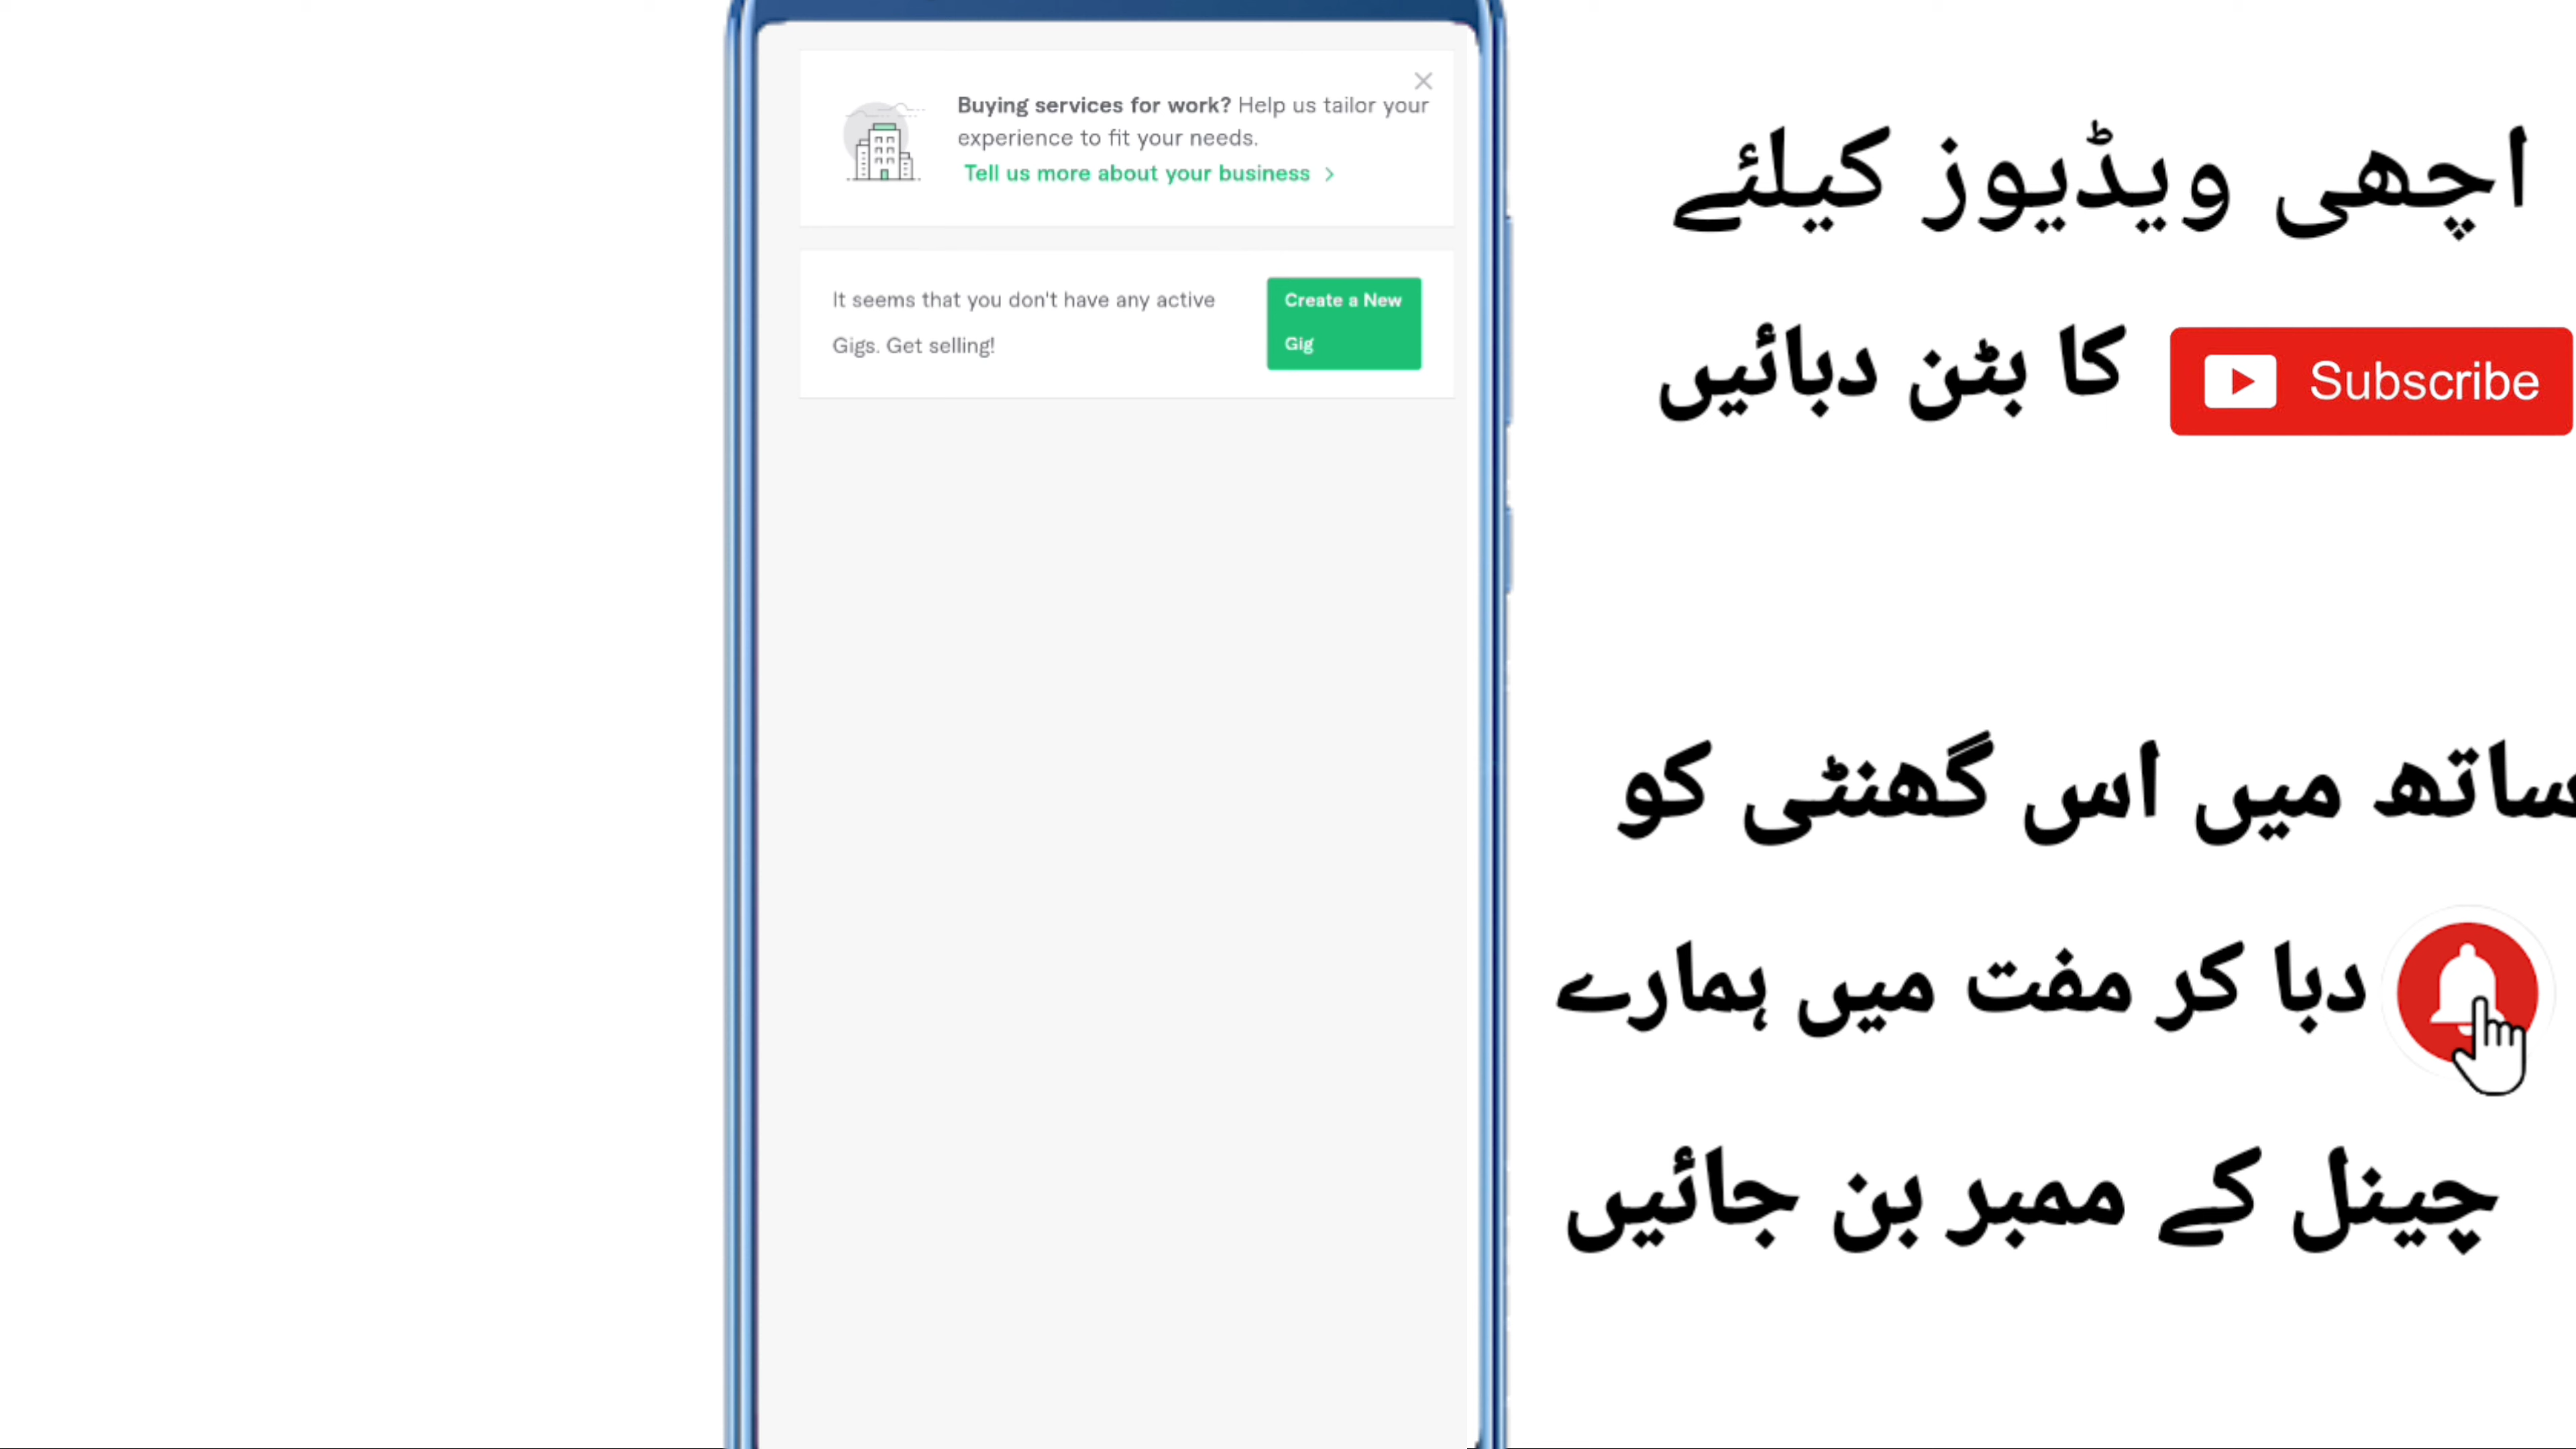 Buying services for work? Help us tailor your
experience to fit your needs.
Tell us more about your business
It seems that you don't have any active
Gigs. Get selling!
Create a New
Gig
اچھی ویڈیوز کیلئے
Subscribe کا بٹن دبائیں
ساتھ میں اس گھنٹی کو
دبا کر مفت میں ہمارے
چینل کے ممبر بن جائیں